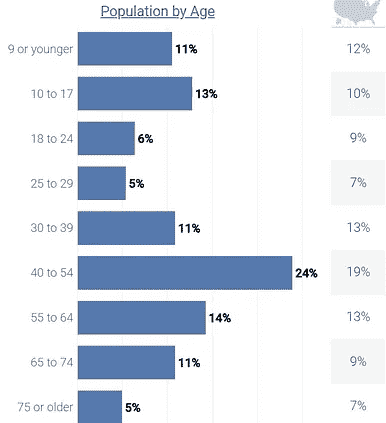 Population by Age
9 or younger 11% 12%
10 to 17 13% 10%
18 to 24 6% 9%
25 to 29 5% 7%
30 to 39 11% 13%
40 to 54 24% 19%
55 to 64 14% 13%
65 to 74 11% 9%
75 or older 5% 7%